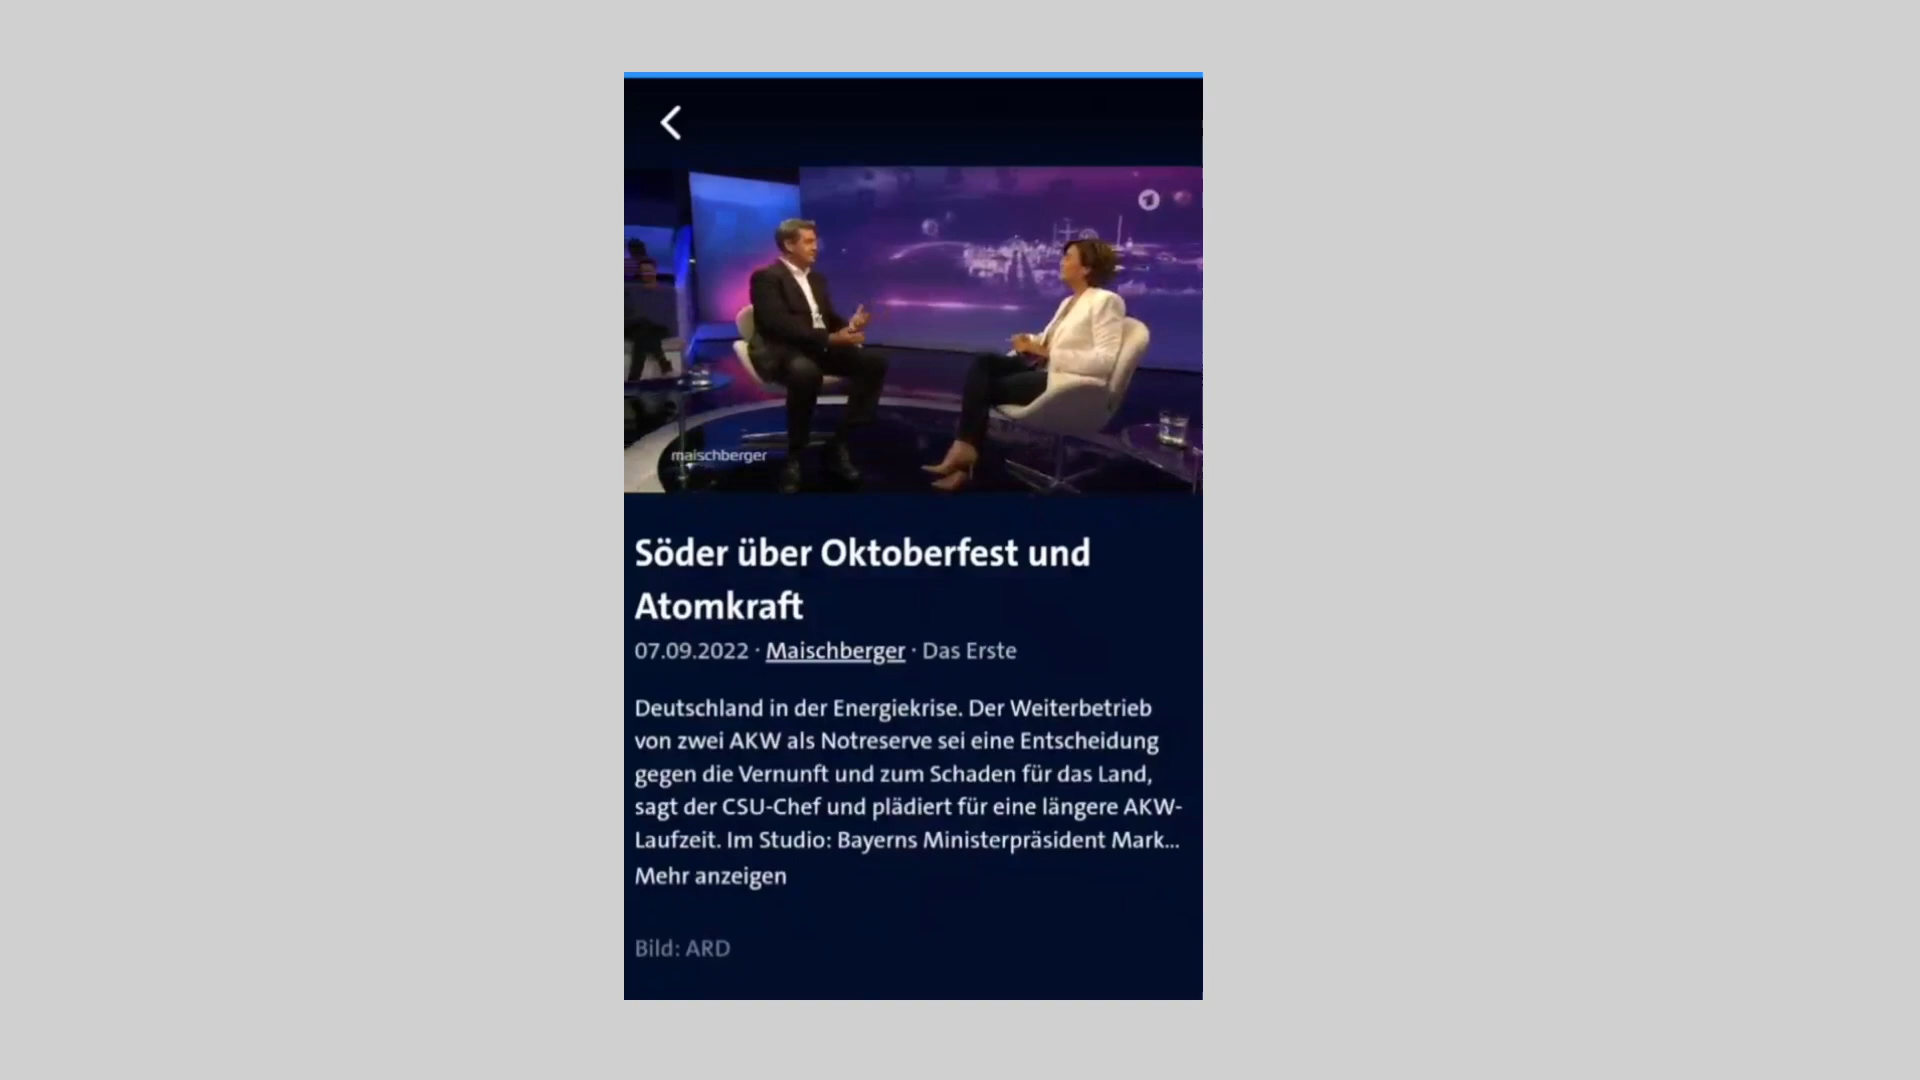 maischberger
Söder über Oktoberfest und
Atomkraft
07.09.2022 · Maischberger · Das Erste
Deutschland in der Energiekrise. Der Weiterbetrieb
von zwei AKW als Notreserve sei eine Entscheidung
gegen die Vernunft und zum Schaden für das Land,
sagt der CSU-Chef und plädiert für eine längere AKW-
Laufzeit. Im Studio: Bayerns Ministerpräsident Mark...
Mehr anzeigen
Bild: ARD